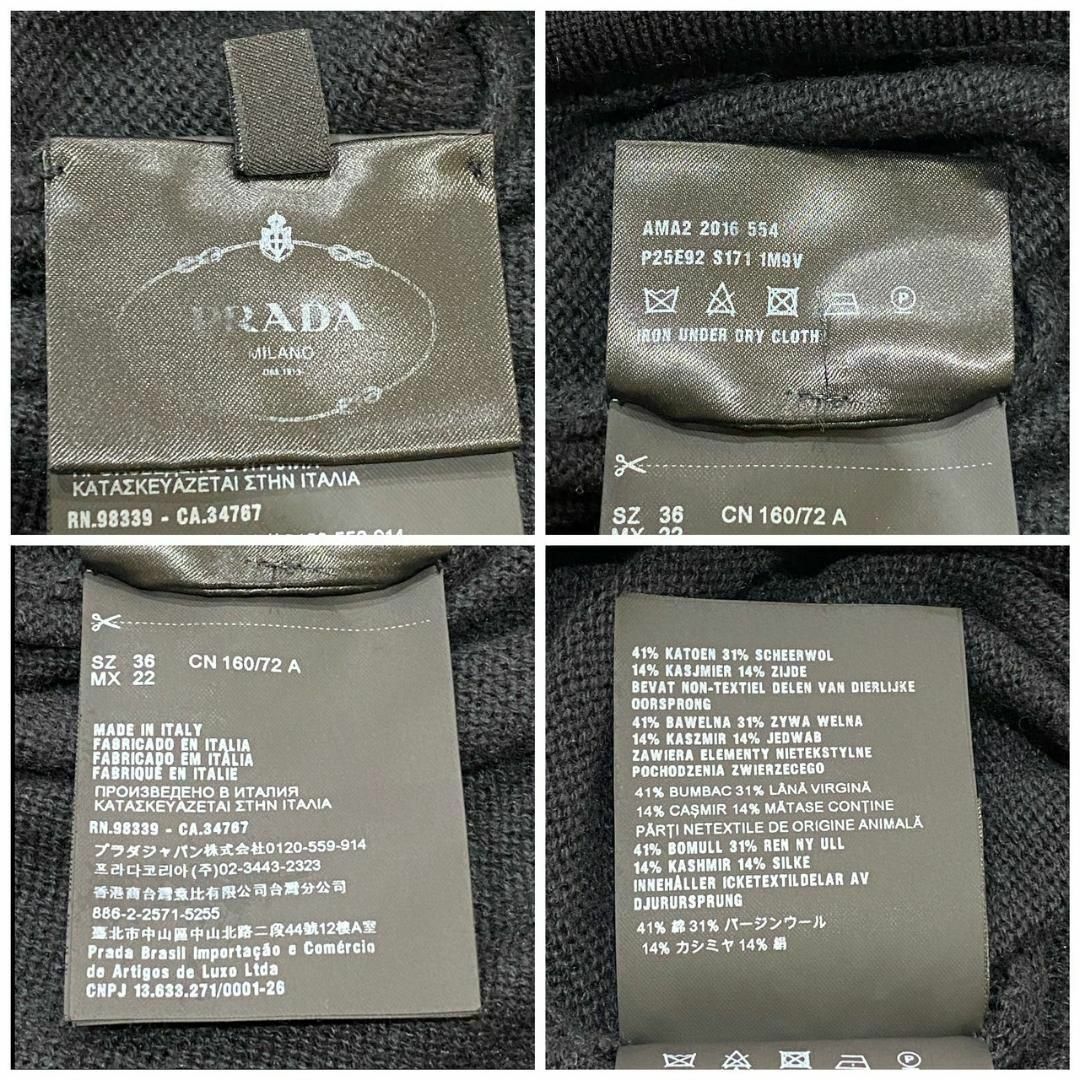 PRADA
MILANO
ΚΑΤΑΣΚΕΥΑΖΕΤΑΙ ΣΤΗΝ ΙΤΑΛΙΑ
RN.98339 - CA.34767
AMA2 2016 554
P25E92 S171 1M9V
P
IRON UNDER DRY CLOTH
SZ 36 CN 160/72 A
MX 22
SZ 36 CN 160/72 A
MX 22
MADE IN ITALY
FABRICADO EN ITALIA
FABRICADO EM ITÀLIA
FABRIQUÉ EN ITALIE
ПРОИЗВЕДЕНО В ИТАЛИЯ
ΚΑΤΑΣΚΕΥΑΖΕΤΑΙ ΣΤΗΝ ΙΤΑΛΙΑ
RN.98339 - CA.34767
プラダジャパン株式会社0120-559-914
프라다코리아(주)02-3443-2323
香港商台灣普比有限公司台灣分公司
886-2-2571-5255
臺北市中山區中山北路二段44號12樓A室
Prada Brasil Importação e Comércio
de Artigos de Luxo Ltda
CNPJ 13.633.271/0001-26
41% KATOEN 31% SCHEERWOL
14% KASJMIER 14% ZIJDE
BEVAT NON-TEXTIEL DELEN VAN DIERLIJKE
OORSPRONG
41% BAWELNA 31% ZYWA WELNA
14% KASZMIR 14% JEDWAB
ZAWIERA ELEMENTY NIETEKSTYLNE
POCHODZENIA ZWIERZECEGO
41% BUMBAC 31% LÂNĂ VIRGINĂ
14% CAŞMIR 14% MĂTASE CONŢINE
PĂRŢI NETEXTILE DE ORIGINE ANIMALĂ
41% BOMULL 31% REN NY ULL
14% KASHMIR 14% SILKE
INNEHÅLLER ICKETEXTILDELAR AV
DJURURSPRUNG
41% 綿 31% バージンウール
14% カシミヤ 14% 絹
P